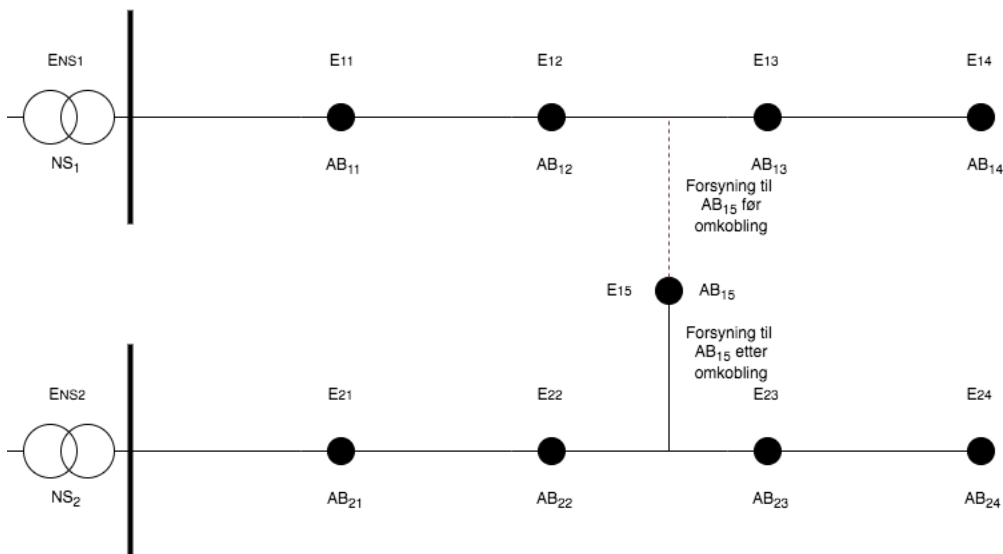 ENS1 E11 E12 E13 E14
NS1 AB11 AB12 AB13 AB14
Forsyning til
AB15 før
omkobling
E15 AB15
Forsyning til
AB15 etter
omkobling
ENS2 E21 E22 E23 E24
NS2 AB21 AB22 AB23 AB24